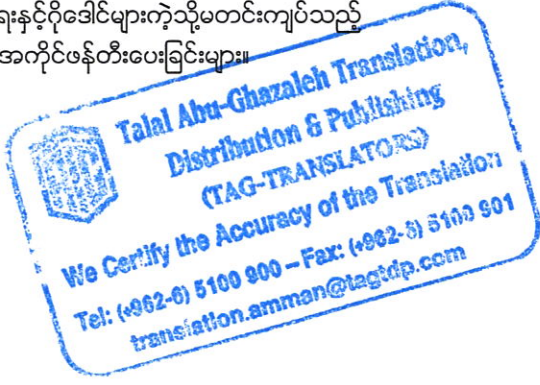 ရေးနှင့်ဂိုဒေါင်များကဲ့သို့မတင်းကျပ်သည့်
အကိုင်ဖန်တီးပေးခြင်းများ။
Talal Abu-Ghazaleh Translation,
Distribution & Publishing
(TAG-TRANSLATORS)
We Certify the Accuracy of the Translation
Tel: (+962-6) 5100 900 – Fax: (+962-6) 5100 901
translation.amman@tagtdp.com